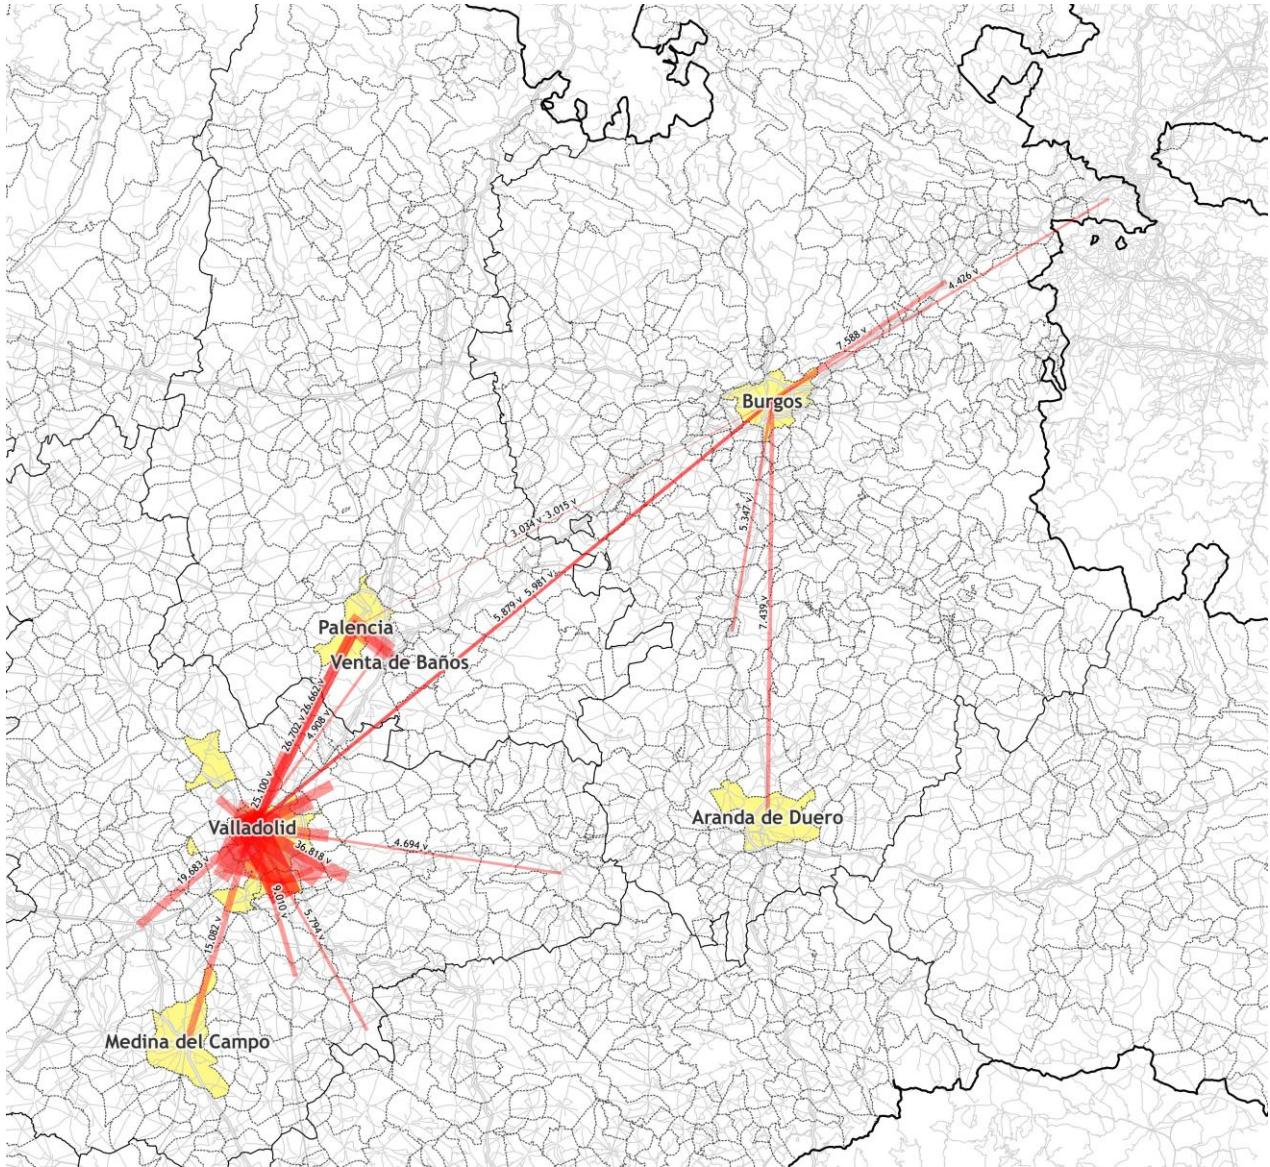 4.426 v
7.588 v
Burgos
3.034 v 3.015 v
5.347 v
5.879 v 5.981 v
7.439 v
Palencia
Venta de Baños
26.702 v 26.662 v
4.908 v
25.100 v
Valladolid
Aranda de Duero
4.694 v
36.818 v
19.683 v
9.010 v
5.794 v
15.082 v
Medina del Campo